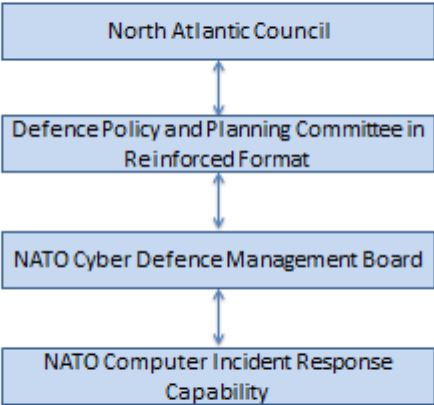 North Atlantic Council
Defence Policy and Planning Committee in
Reinforced Format
NATO Cyber Defence Management Board
NATO Computer Incident Response
Capability